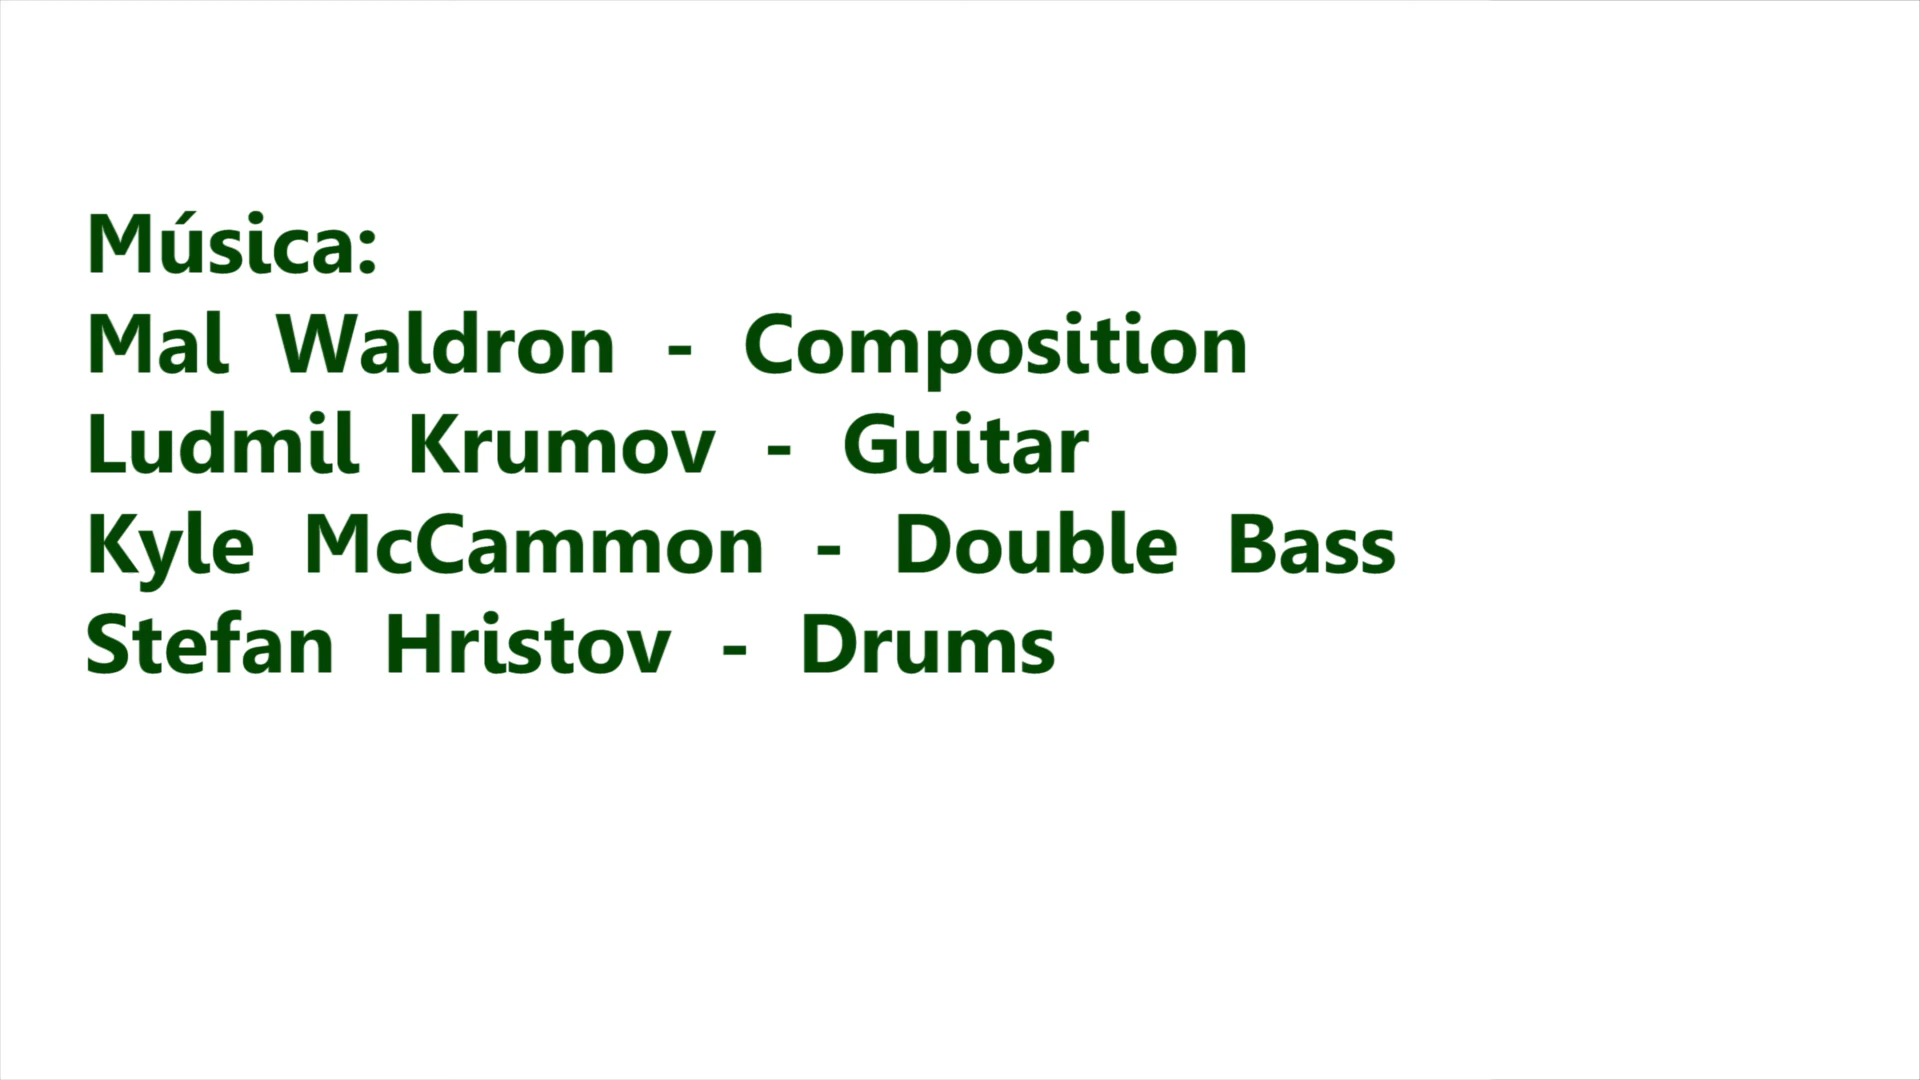 Música:
Mal Waldron - Composition
Ludmil Krumov - Guitar
Kyle McCammon - Double Bass
Stefan Hristov - Drums